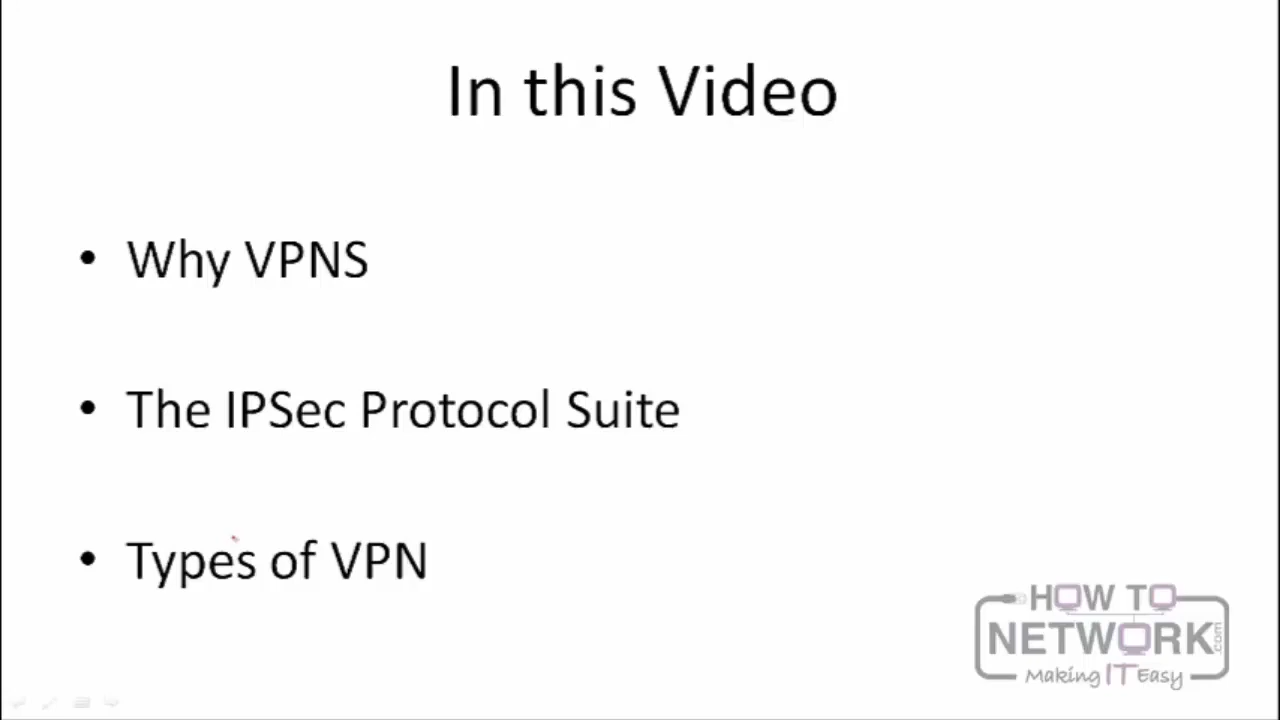 In this Video
• Why VPNS
• The IPSec Protocol Suite
• Types of VPN
HOW TO
NETWORK.com
Making IT Easy